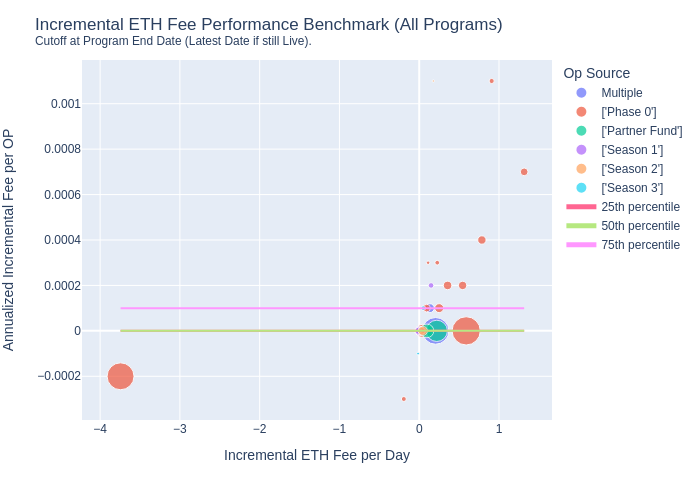 Incremental ETH Fee Performance Benchmark (All Programs)
Cutoff at Program End Date (Latest Date if still Live).
Annualized Incremental Fee per OP
0.001
0.0008
0.0006
0.0004
0.0002
0
−0.0002
−4
−3
−2
−1
0
1
Incremental ETH Fee per Day
Op Source
Multiple
['Phase 0']
['Partner Fund']
['Season 1']
['Season 2']
['Season 3']
25th percentile
50th percentile
75th percentile